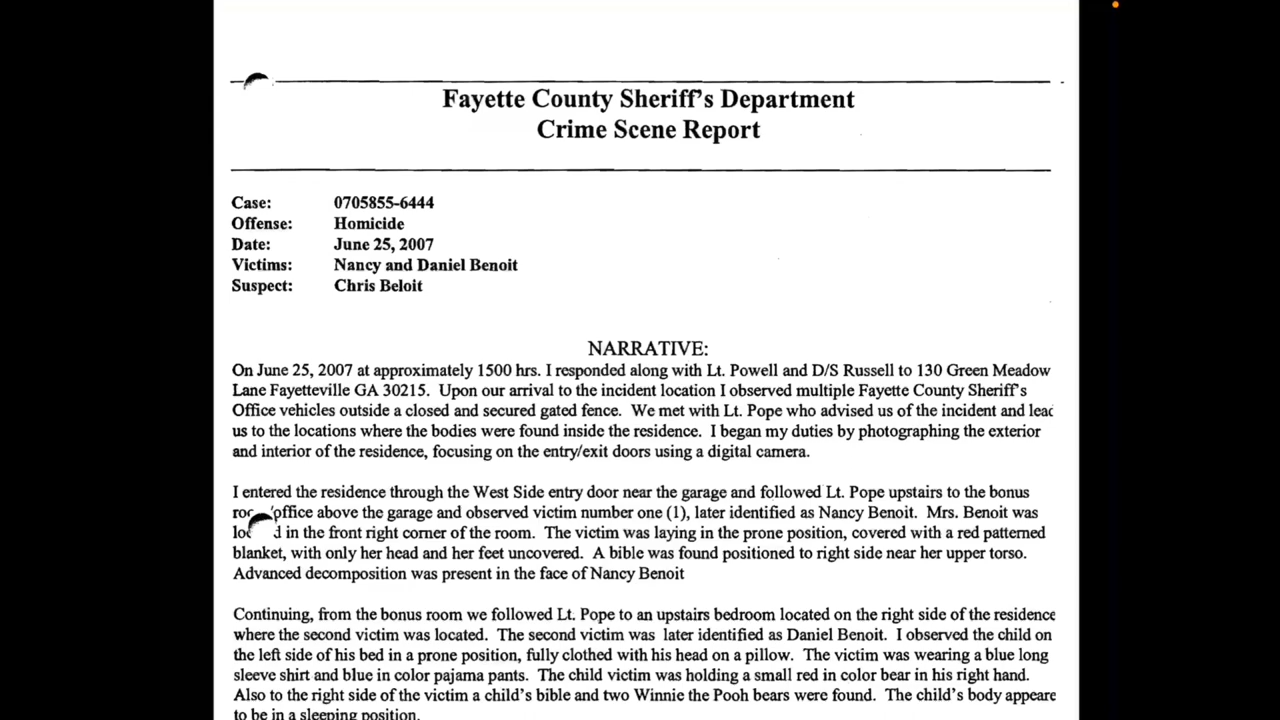 Fayette County Sheriff's Department
Crime Scene Report
Case: 0705855-6444
Offense: Homicide
Date: June 25, 2007
Victims: Nancy and Daniel Benoit
Suspect: Chris Beloit
NARRATIVE:
On June 25, 2007 at approximately 1500 hrs. I responded along with Lt. Powell and D/S Russell to 130 Green Meadow
Lane Fayetteville GA 30215. Upon our arrival to the incident location I observed multiple Fayette County Sheriff's
Office vehicles outside a closed and secured gated fence. We met with Lt. Pope who advised us of the incident and lead
us to the locations where the bodies were found inside the residence. I began my duties by photographing the exterior
and interior of the residence, focusing on the entry/exit doors using a digital camera.
I entered the residence through the West Side entry door near the garage and followed Lt. Pope upstairs to the bonus
office above the garage and observed victim number one (1), later identified as Nancy Benoit. Mrs. Benoit was
in the front right corner of the room. The victim was laying in the prone position, covered with a red patterned
blanket, with only her head and her feet uncovered. A bible was found positioned to right side near her upper torso.
Advanced decomposition was present in the face of Nancy Benoit
Continuing, from the bonus room we followed Lt. Pope to an upstairs bedroom located on the right side of the residence
where the second victim was located. The second victim was later identified as Daniel Benoit. I observed the child on
the left side of his bed in a prone position, fully clothed with his head on a pillow. The victim was wearing a blue long
sleeve shirt and blue in color pajama pants. The child victim was holding a small red in color bear in his right hand.
Also to the right side of the victim a child's bible and two Winnie the Pooh bears were found. The child's body appeare
to be in a sleeping position.